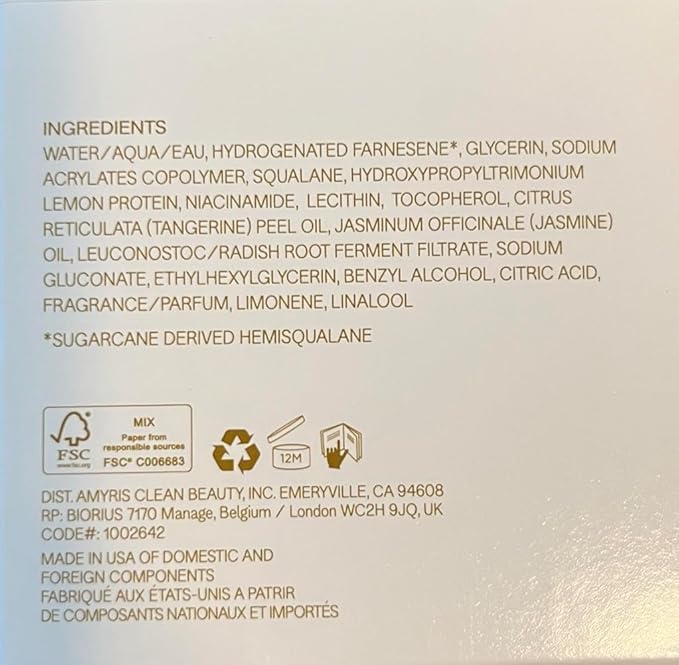 INGREDIENTS
WATER/AQUA/EAU, HYDROGENATED FARNESENE*, GLYCERIN, SODIUM
ACRYLATES COPOLYMER, SQUALANE, HYDROXYPROPYLTRIMONIUM
LEMON PROTEIN, NIACINAMIDE, LECITHIN, TOCOPHEROL, CITRUS
RETICULATA (TANGERINE) PEEL OIL, JASMINUM OFFICINALE (JASMINE)
OIL, LEUCONOSTOC/RADISH ROOT FERMENT FILTRATE, SODIUM
GLUCONATE, ETHYLHEXYLGLYCERIN, BENZYL ALCOHOL, CITRIC ACID,
FRAGRANCE/PARFUM, LIMONENE, LINALOOL
*SUGARCANE DERIVED HEMISQUALANE
FSC
www.fsc.org
MIX
Paper from
responsible sources
FSC® C006683
12M
DIST. AMYRIS CLEAN BEAUTY, INC. EMERYVILLE, CA 94608
RP: BIORIUS 7170 Manage, Belgium / London WC2H 9JQ, UK
CODE#: 1002642
MADE IN USA OF DOMESTIC AND
FOREIGN COMPONENTS
FABRIQUÉ AUX ÉTATS-UNIS A PATRIR
DE COMPOSANTS NATIONAUX ET IMPORTÉS